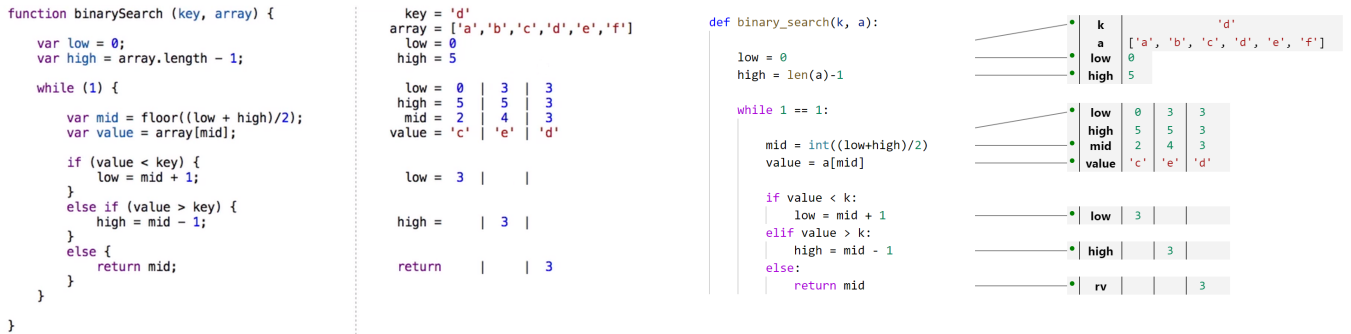 function binarySearch (key, array) {
var low = 0;
var high = array.length - 1;
while (1) {
var mid = floor((low + high)/2);
var value = array[mid];
if (value < key) {
low = mid + 1;
}
else if (value > key) {
high = mid - 1;
}
else {
return mid;
}
}
}
key = 'd'
array = ['a','b','c','d','e','f']
low = 0
high = 5
low = 0 | 3 | 3
high = 5 | 5 | 3
mid = 2 | 4 | 3
value = 'c' | 'e' | 'd'
low = 3 | |
high = | 3 |
return | | 3
def binary_search(k, a):
low = 0
high = len(a)-1
while 1 == 1:
mid = int((low+high)/2)
value = a[mid]
if value < k:
low = mid + 1
elif value > k:
high = mid - 1
else:
return mid
k 'd'
a ['a', 'b', 'c', 'd', 'e', 'f']
low 0
high 5
low 0 3 3
high 5 5 3
mid 2 4 3
value 'c' 'e' 'd'
low 3
high 3
rv 3